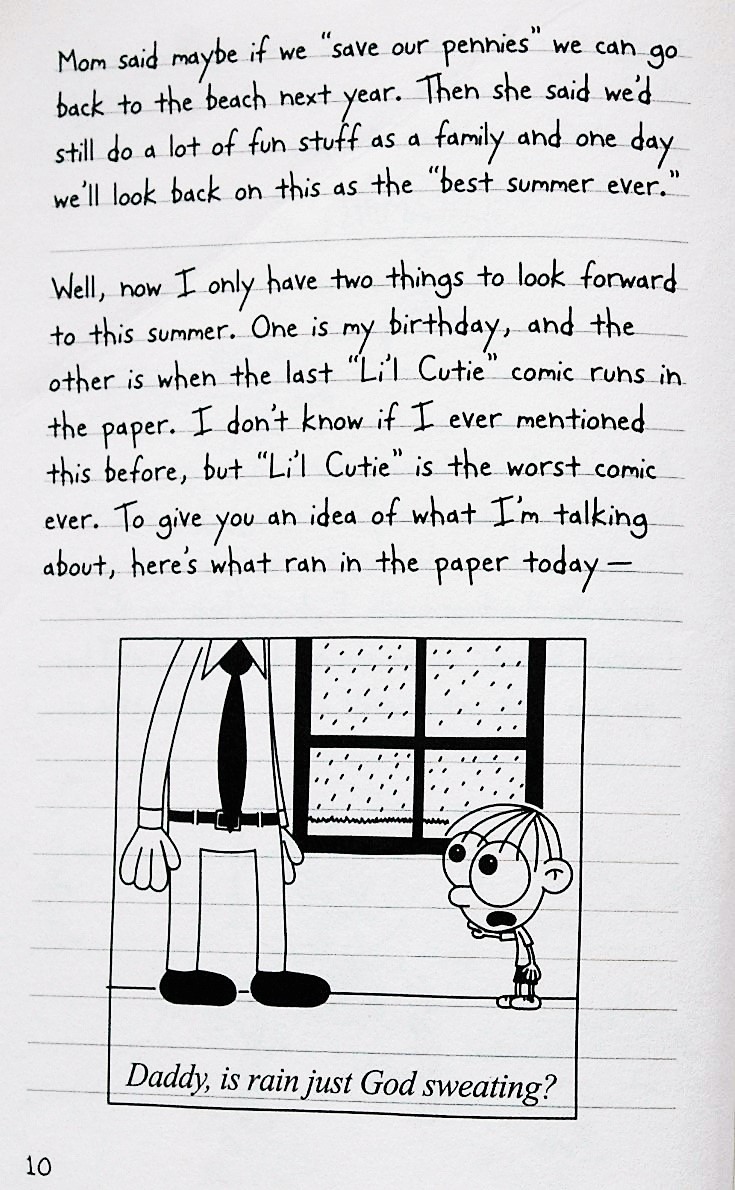 Mom said maybe if we "save our pennies" we can go
back to the beach next year. Then she said we'd
still do a lot of fun stuff as a family and one day
we'll look back on this as the "best summer ever."
Well, now I only have two things to look forward
to this summer. One is my birthday, and the
other is when the last "Li'l Cutie" comic runs in
the paper. I don't know if I ever mentioned
this before, but "Li'l Cutie" is the worst comic
ever. To give you an idea of what I'm talking
about, here's what ran in the paper today—
Daddy, is rain just God sweating?
10